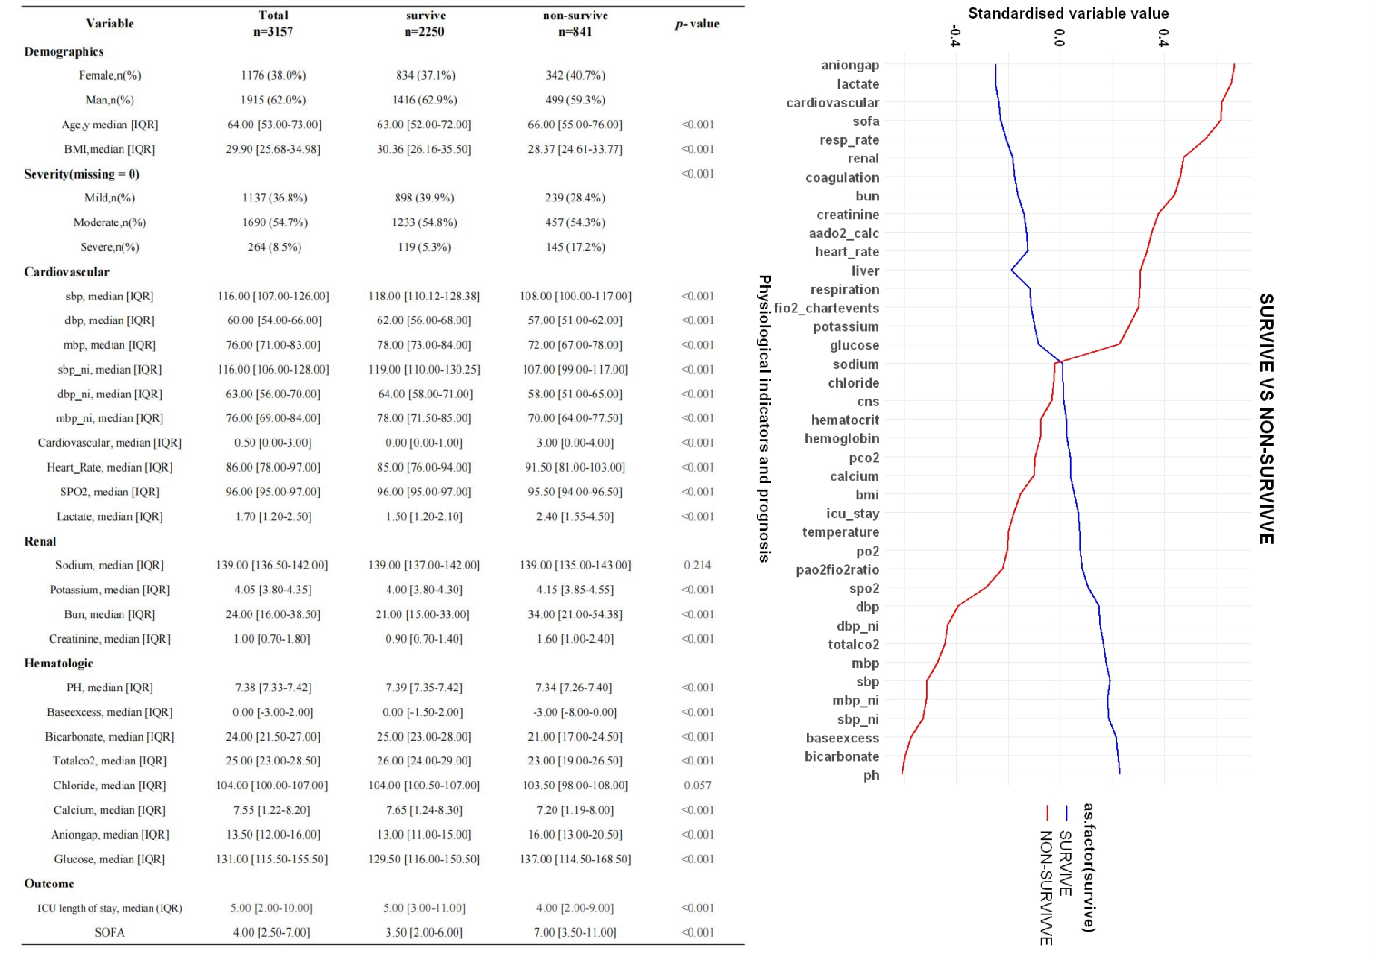 Variable Total survive non-survive p- value
n=3157 n=2250 n=841
Demographics
Female,n(%) 1176 (38.0%) 834 (37.1%) 342 (40.7%)
Man,n(%) 1915 (62.0%) 1416 (62.9%) 499 (59.3%)
Age,y median [IQR] 64.00 [53.00-73.00] 63.00 [52.00-72.00] 66.00 [55.00-76.00] <0.001
BMI,median [IQR] 29.90 [25.68-34.98] 30.36 [26.16-35.50] 28.37 [24.61-33.77] <0.001
Severity(missing = 0) <0.001
Mild,n(%) 1137 (36.8%) 898 (39.9%) 239 (28.4%)
Moderate,n(%) 1690 (54.7%) 1233 (54.8%) 457 (54.3%)
Severe,n(%) 264 (8.5%) 119 (5.3%) 145 (17.2%)
Cardiovascular
sbp, median [IQR] 116.00 [107.00-126.00] 118.00 [110.12-128.38] 108.00 [100.00-117.00] <0.001
dbp, median [IQR] 60.00 [54.00-66.00] 62.00 [56.00-68.00] 57.00 [51.00-62.00] <0.001
mbp, median [IQR] 76.00 [71.00-83.00] 78.00 [73.00-84.00] 72.00 [67.00-78.00] <0.001
sbp_ni, median [IQR] 116.00 [106.00-128.00] 119.00 [110.00-130.25] 107.00 [99.00-117.00] <0.001
dbp_ni, median [IQR] 63.00 [56.00-70.00] 64.00 [58.00-71.00] 58.00 [51.00-65.00] <0.001
mbp_ni, median [IQR] 76.00 [69.00-84.00] 78.00 [71.50-85.00] 70.00 [64.00-77.50] <0.001
Cardiovascular, median [IQR] 0.50 [0.00-3.00] 0.00 [0.00-1.00] 3.00 [0.00-4.00] <0.001
Heart_Rate, median [IQR] 86.00 [78.00-97.00] 85.00 [76.00-94.00] 91.50 [81.00-103.00] <0.001
SPO2, median [IQR] 96.00 [95.00-97.00] 96.00 [95.00-97.00] 95.50 [94.00-96.50] <0.001
Lactate, median [IQR] 1.70 [1.20-2.50] 1.50 [1.20-2.10] 2.40 [1.55-4.50] <0.001
Renal
Sodium, median [IQR] 139.00 [136.50-142.00] 139.00 [137.00-142.00] 139.00 [135.00-143.00] 0.214
Potassium, median [IQR] 4.05 [3.80-4.35] 4.00 [3.80-4.30] 4.15 [3.85-4.55] <0.001
Bun, median [IQR] 24.00 [16.00-38.50] 21.00 [15.00-33.00] 34.00 [21.00-54.38] <0.001
Creatinine, median [IQR] 1.00 [0.70-1.80] 0.90 [0.70-1.40] 1.60 [1.00-2.40] <0.001
Hematologic
PH, median [IQR] 7.38 [7.33-7.42] 7.39 [7.35-7.42] 7.34 [7.26-7.40] <0.001
Baseexcess, median [IQR] 0.00 [-3.00-2.00] 0.00 [-1.50-2.00] -3.00 [-8.00-0.00] <0.001
Bicarbonate, median [IQR] 24.00 [21.50-27.00] 25.00 [23.00-28.00] 21.00 [17.00-24.50] <0.001
Totalco2, median [IQR] 25.00 [23.00-28.50] 26.00 [24.00-29.00] 23.00 [19.00-26.50] <0.001
Chloride, median [IQR] 104.00 [100.00-107.00] 104.00 [100.50-107.00] 103.50 [98.00-108.00] 0.057
Calcium, median [IQR] 7.55 [1.22-8.20] 7.65 [1.24-8.30] 7.20 [1.19-8.00] <0.001
Aniongap, median [IQR] 13.50 [12.00-16.00] 13.00 [11.00-15.00] 16.00 [13.00-20.50] <0.001
Glucose, median [IQR] 131.00 [115.50-155.50] 129.50 [116.00-150.50] 137.00 [114.50-168.50] <0.001
Outcome
ICU length of stay, median (IQR) 5.00 [2.00-10.00] 5.00 [3.00-11.00] 4.00 [2.00-9.00] <0.001
SOFA 4.00 [2.50-7.00] 3.50 [2.00-6.00] 7.00 [3.50-11.00] <0.001
Standardised variable value
-0.4 0.0 0.4
aniongap
lactate
cardiovascular
sofa
resp_rate
renal
coagulation
bun
creatinine
aado2_calc
heart_rate
liver
respiration
fio2_chartevents
potassium
glucose
sodium
chloride
cns
hematocrit
hemoglobin
pco2
calcium
bmi
icu_stay
temperature
po2
pao2fio2ratio
spo2
dbp
dbp_ni
totalco2
mbp
sbp
mbp_ni
sbp_ni
baseexcess
bicarbonate
ph
Physiological indicators and prognosis
SURVIVE VS NON-SURVIVVE
as.factor(survive)
SURVIVE
NON-SURVIVVE